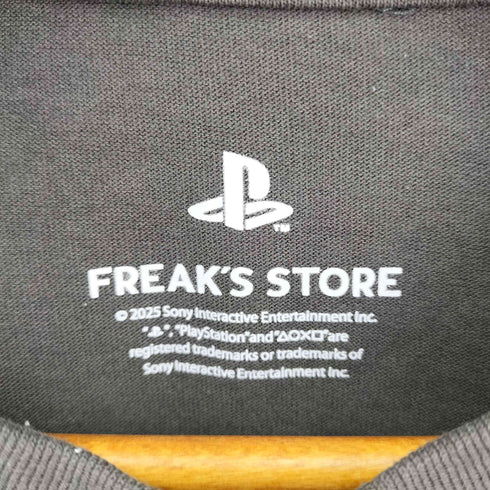 TM
FREAK'S STORE
© 2025 Sony Interactive Entertainment Inc.
" ", "PlayStation" and "△○✕□" are
registered trademarks or trademarks of
Sony Interactive Entertainment Inc.